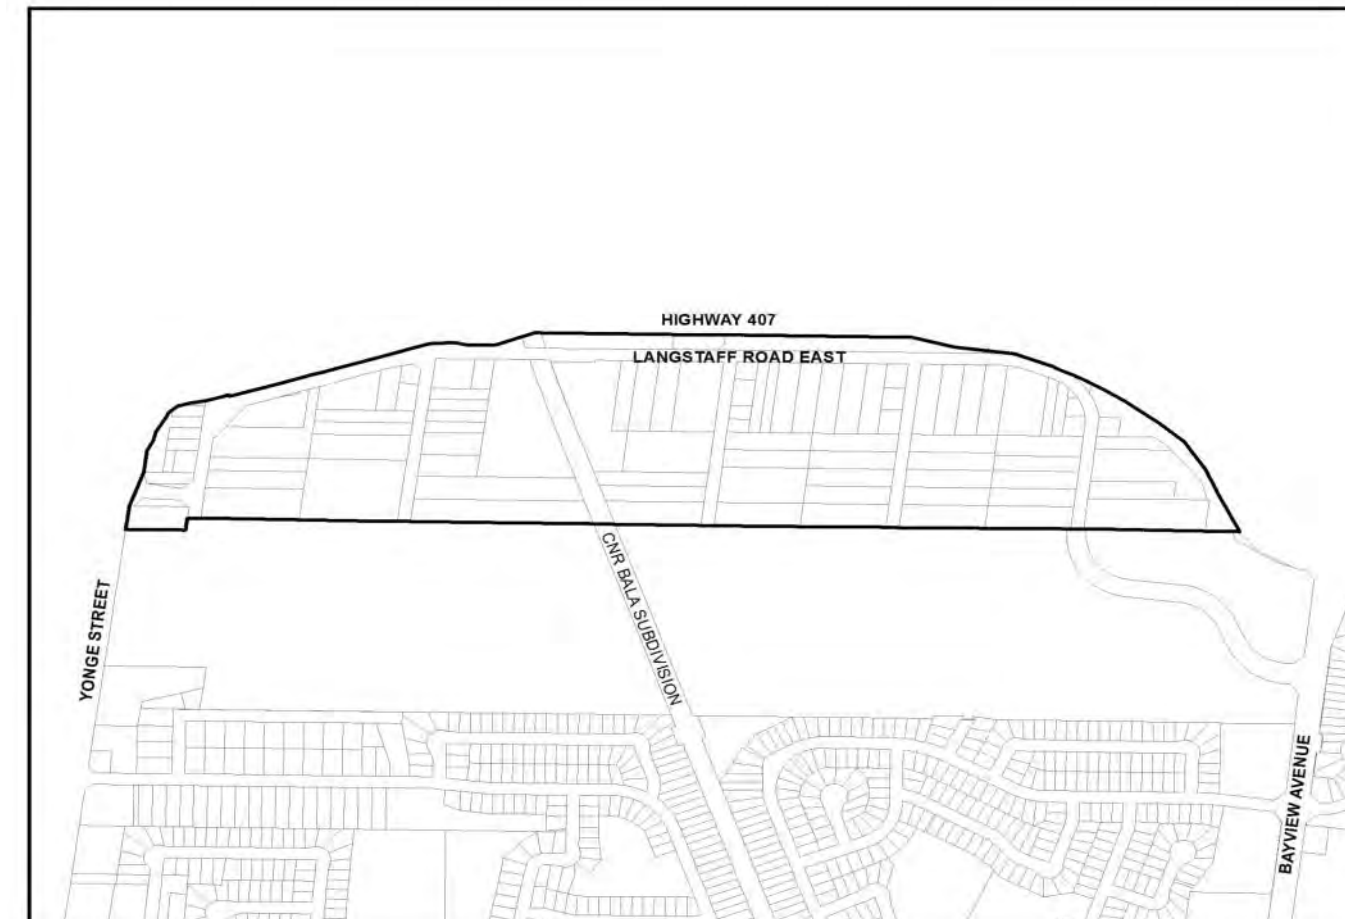 HIGHWAY 407
LANGSTAFF ROAD EAST
CNR BALA SUBDIVISION
YONGE STREET
BAYVIEW AVENUE